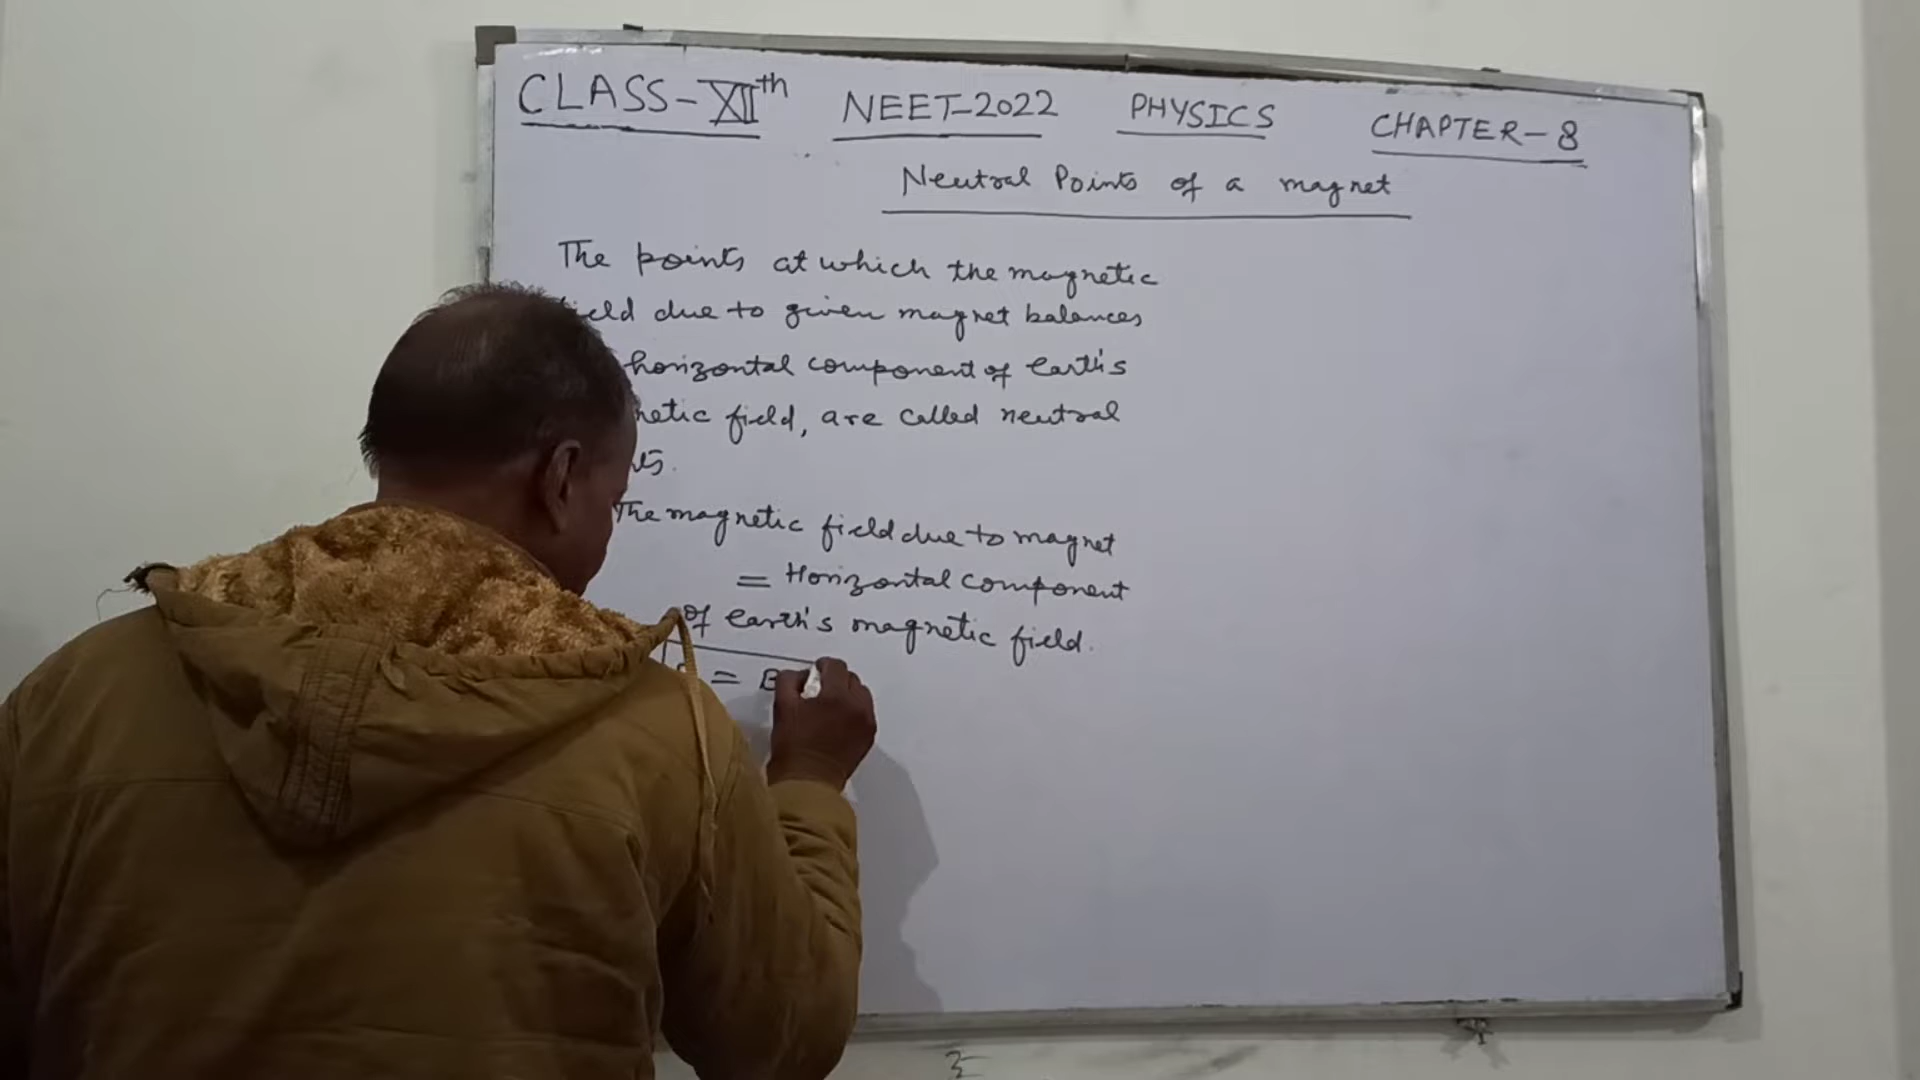 CLASS-XIIth NEET-2022 PHYSICS CHAPTER-8
Neutral Points of a magnet
The points at which the magnetic
ield due to given magnet balances
horizontal component of earth's
netic field, are called neutral
nts.
The magnetic field due to magnet
= Horizontal component
of earth's magnetic field.
= B